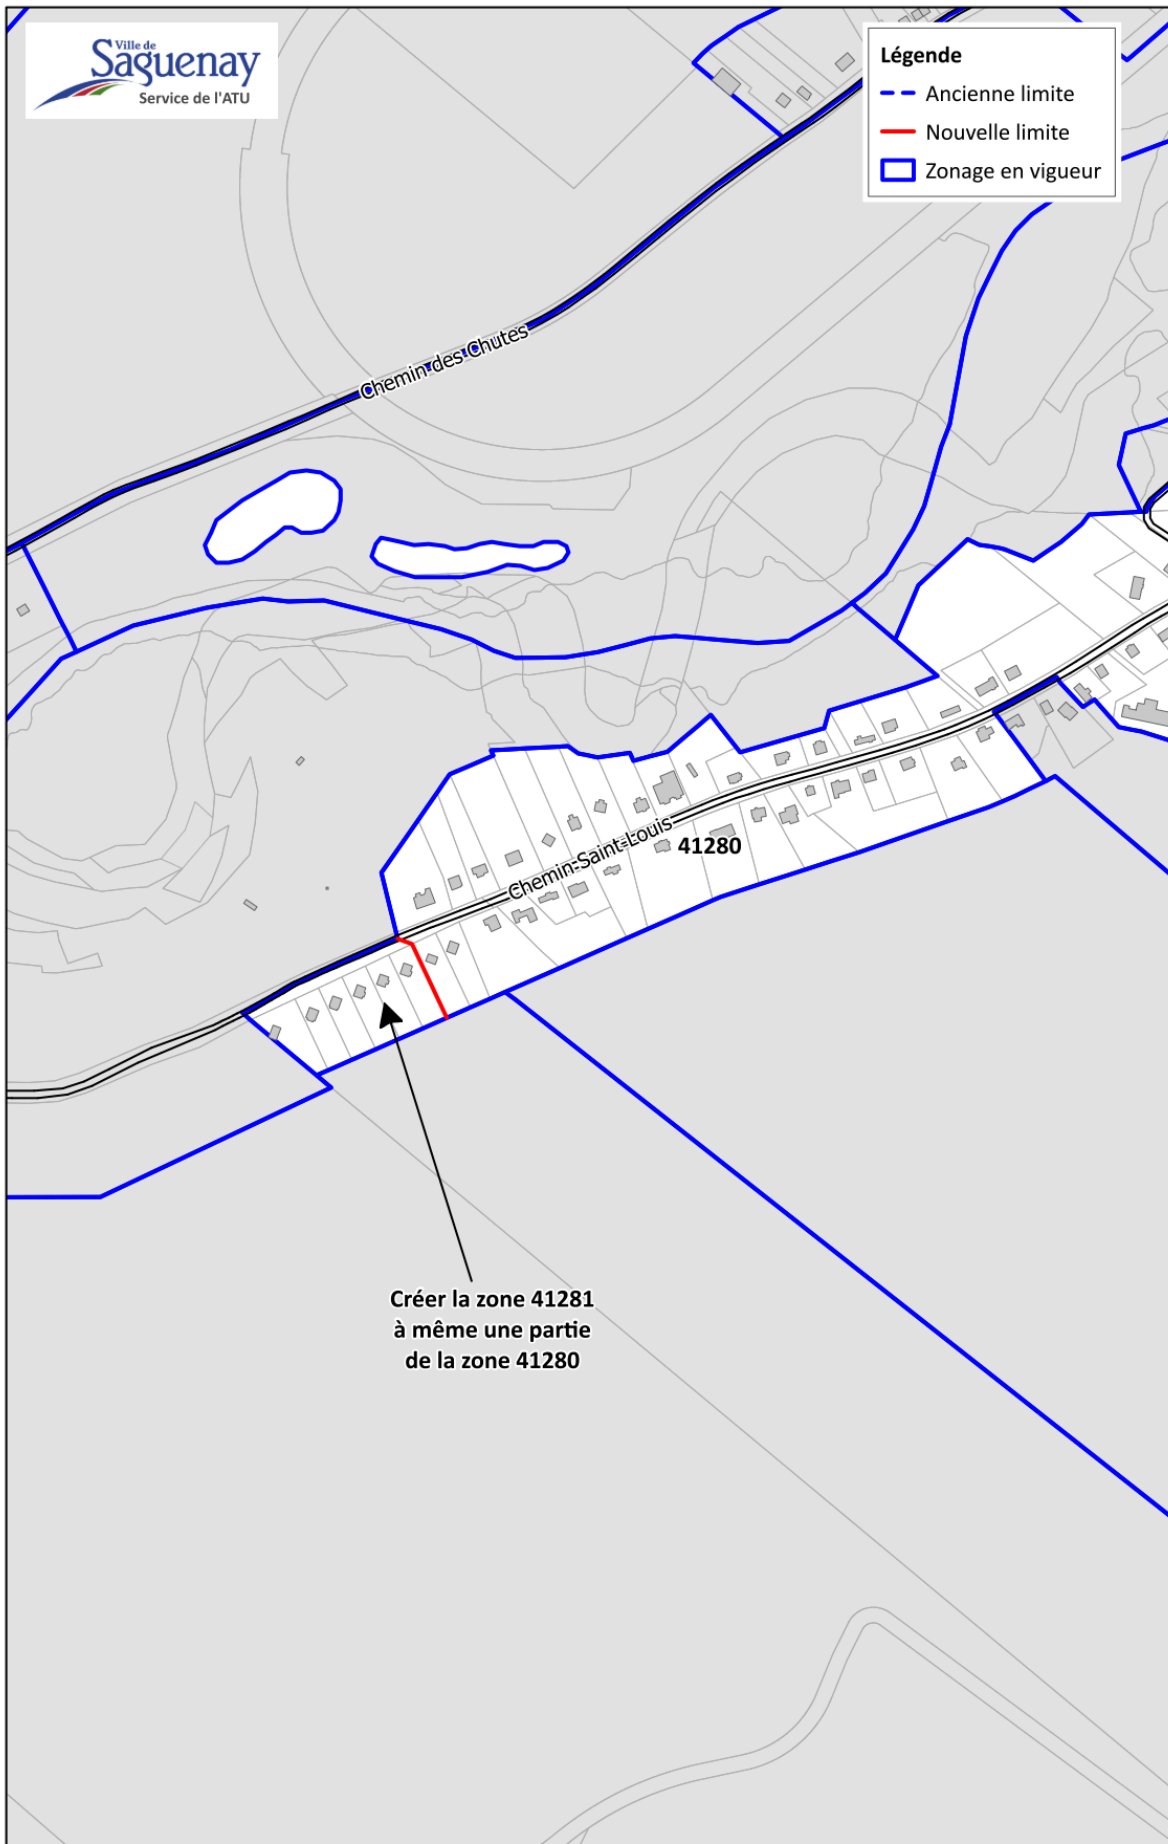 Ville de
Saguenay
Service de l'ATU
Légende
Ancienne limite
Nouvelle limite
Zonage en vigueur
Chemin des Chutes
Chemin-Saint-Louis
41280
Créer la zone 41281
à même une partie
de la zone 41280